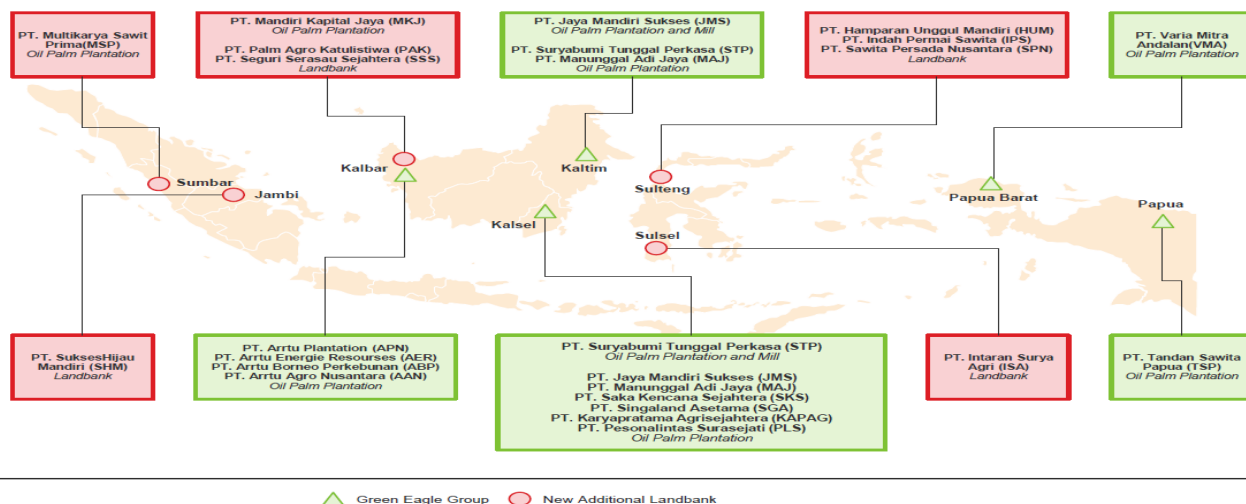 PT. Multikarya Sawit
Prima(MSP)
Oil Palm Plantation
PT. Mandiri Kapital Jaya (MKJ)
Oil Palm Plantation
PT. Palm Agro Katulistiwa (PAK)
PT. Seguri Serasau Sejahtera (SSS)
Landbank
PT. Jaya Mandiri Sukses (JMS)
Oil Palm Plantation and Mill
PT. Suryabumi Tunggal Perkasa (STP)
PT. Manunggal Adi Jaya (MAJ)
Oil Palm Plantation
PT. Hamparan Unggul Mandiri (HUM)
PT. Indah Permai Sawita (IPS)
PT. Sawita Persada Nusantara (SPN)
Landbank
PT. Varia Mitra
Andalan(VMA)
Oil Palm Plantation
Kalbar
Kaltim
Sumbar
Jambi
Sulteng
Papua Barat
Papua
Kalsel
Sulsel
PT. SuksesHijau
Mandiri (SHM)
Landbank
PT. Arrtu Plantation (APN)
PT. Arrtu Energie Resourses (AER)
PT. Arrtu Borneo Perkebunan (ABP)
PT. Arrtu Agro Nusantara (AAN)
Oil Palm Plantation
PT. Suryabumi Tunggal Perkasa (STP)
Oil Palm Plantation and Mill
PT. Jaya Mandiri Sukses (JMS)
PT. Manunggal Adi Jaya (MAJ)
PT. Saka Kencana Sejahtera (SKS)
PT. Singaland Asetama (SGA)
PT. Karyapratama Agrisejahtera (KAPAG)
PT. Pesonalintas Surasejati (PLS)
Oil Palm Plantation
PT. Intaran Surya
Agri (ISA)
Landbank
PT. Tandan Sawita
Papua (TSP)
Oil Palm Plantation
Green Eagle Group
New Additional Landbank